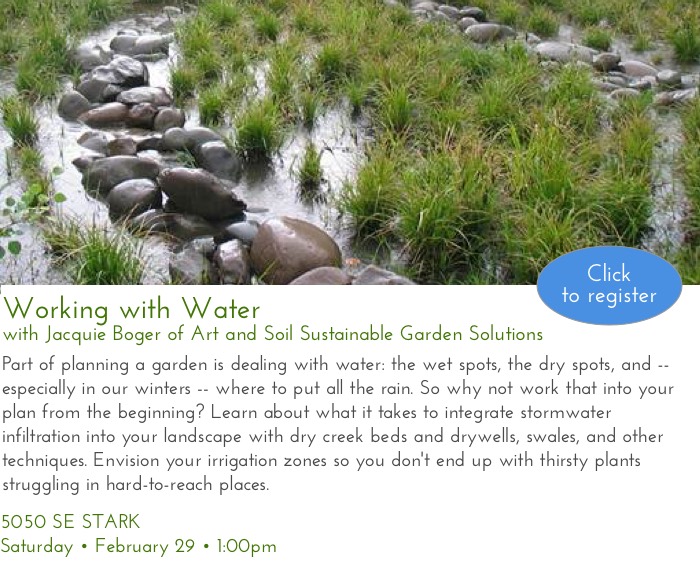 Click
to register
Working with Water
with Jacquie Boger of Art and Soil Sustainable Garden Solutions
Part of planning a garden is dealing with water: the wet spots, the dry spots, and --
especially in our winters -- where to put all the rain. So why not work that into your
plan from the beginning? Learn about what it takes to integrate stormwater
infiltration into your landscape with dry creek beds and drywells, swales, and other
techniques. Envision your irrigation zones so you don't end up with thirsty plants
struggling in hard-to-reach places.
5050 SE STARK
Saturday • February 29 • 1:00pm